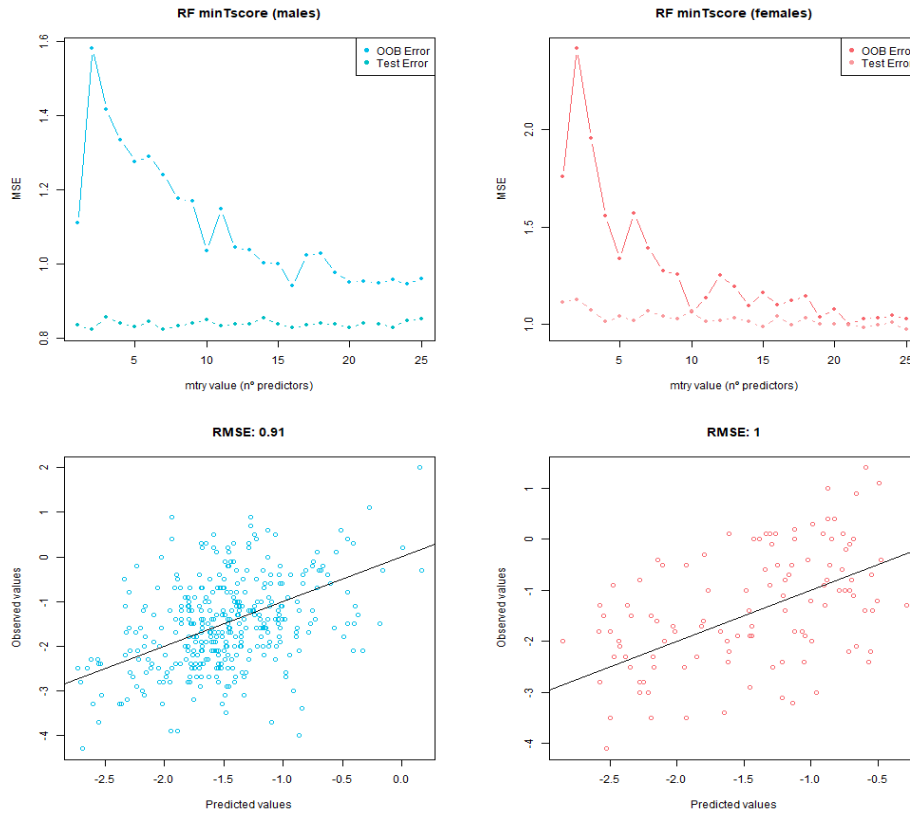 RF minTscore (males)
MSE
1.6
1.4
1.2
1.0
0.8
OOB Error
Test Error
5 10 15 20 25
mtry value (nº predictors)
RF minTscore (females)
MSE
2.0
1.5
1.0
OOB Error
Test Error
5 10 15 20 25
mtry value (nº predictors)
RMSE: 0.91
Observed values
2
1
0
-1
-2
-3
-4
-2.5 -2.0 -1.5 -1.0 -0.5 0.0
Predicted values
RMSE: 1
Observed values
1
0
-1
-2
-3
-4
-2.5 -2.0 -1.5 -1.0 -0.5
Predicted values